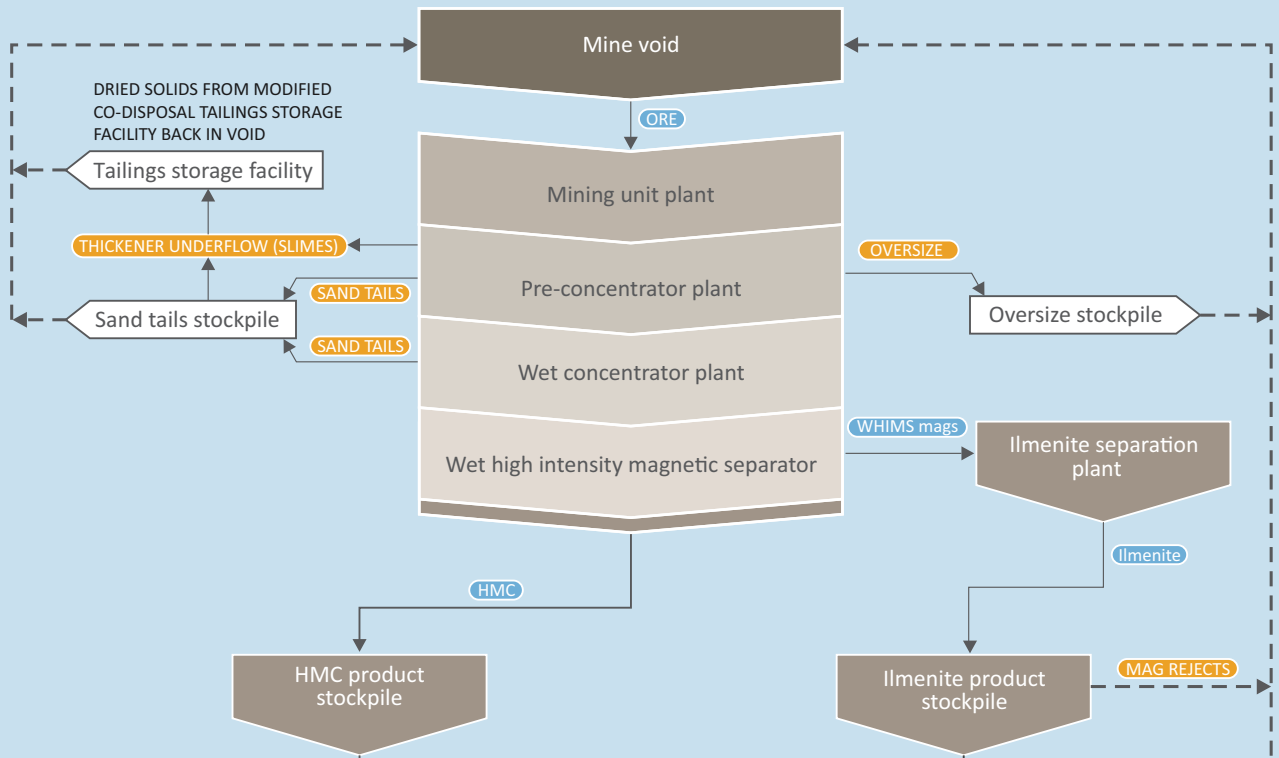 Mine void
DRIED SOLIDS FROM MODIFIED
CO-DISPOSAL TAILINGS STORAGE
FACILITY BACK IN VOID
ORE
Tailings storage facility
Mining unit plant
THICKENER UNDERFLOW (SLIMES)
OVERSIZE
SAND TAILS
Pre-concentrator plant
Sand tails stockpile
Oversize stockpile
SAND TAILS
Wet concentrator plant
WHIMS mags
Ilmenite separation
plant
Wet high intensity magnetic separator
Ilmenite
HMC
HMC product
stockpile
Ilmenite product
stockpile
MAG REJECTS